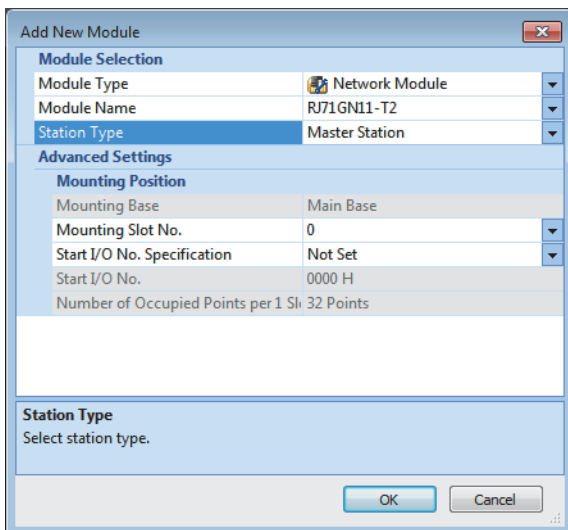 Add New Module
Module Selection
Module Type Network Module
Module Name RJ71GN11-T2
Station Type Master Station
Advanced Settings
Mounting Position
Mounting Base Main Base
Mounting Slot No. 0
Start I/O No. Specification Not Set
Start I/O No. 0000 H
Number of Occupied Points per 1 Sl 32 Points
Station Type
Select station type.
OK Cancel